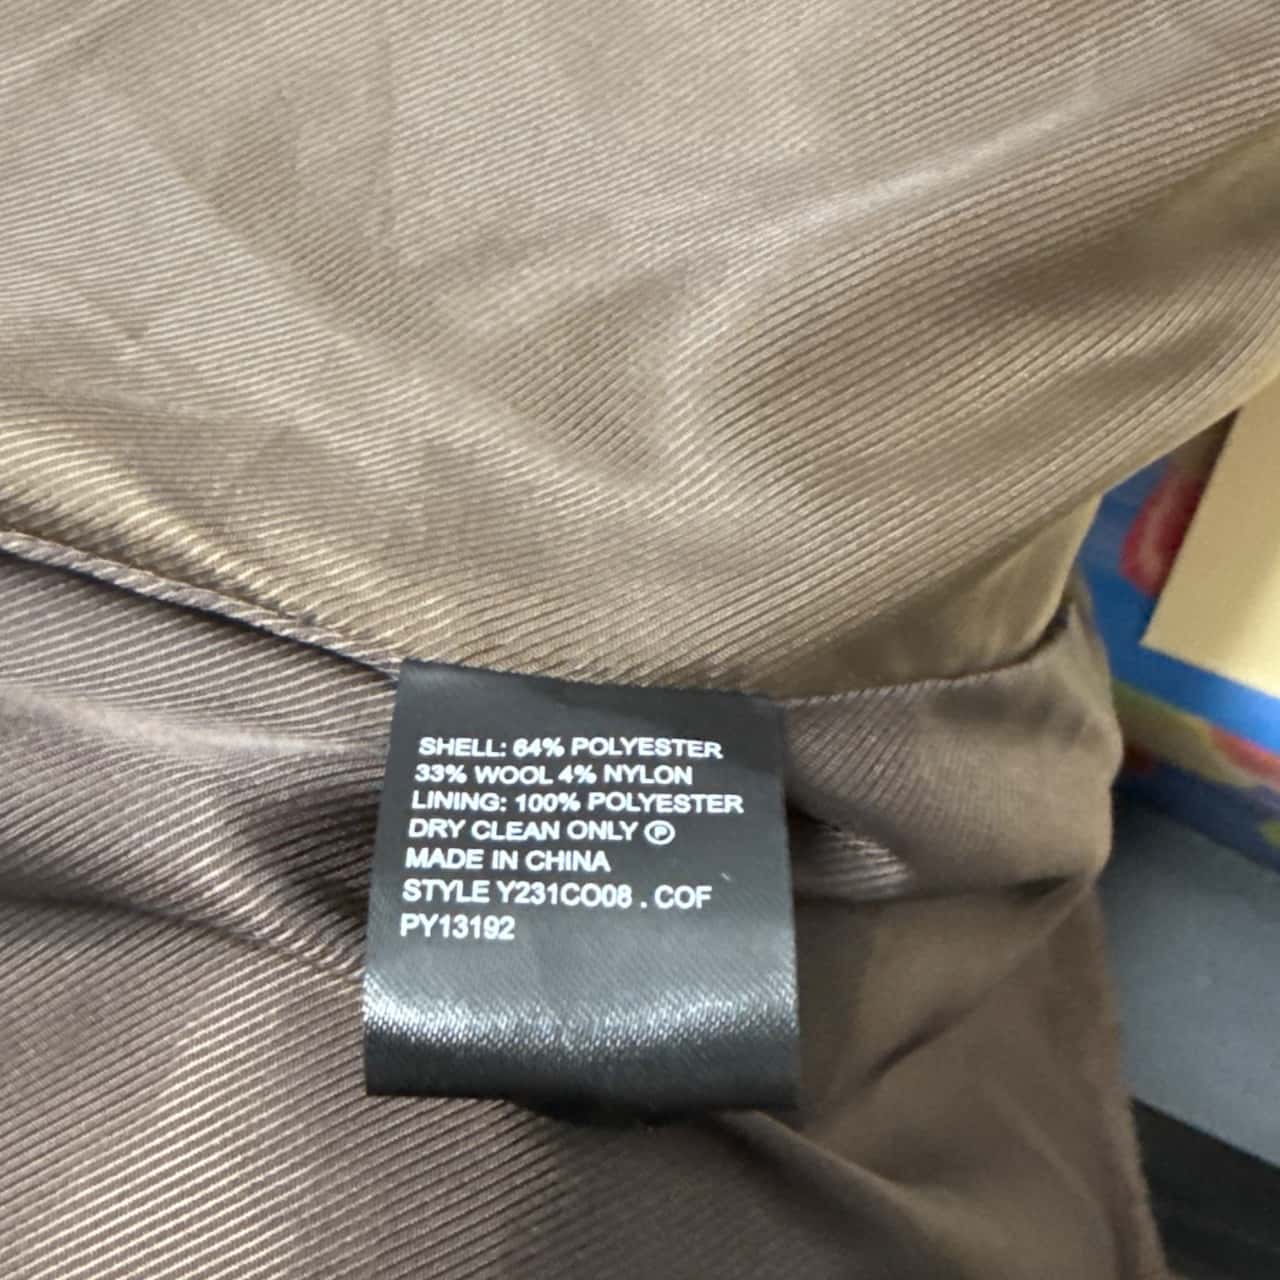 SHELL: 64% POLYESTER
33% WOOL 4% NYLON
LINING: 100% POLYESTER
DRY CLEAN ONLY Ⓟ
MADE IN CHINA
STYLE Y231CO08 . COF
PY13192